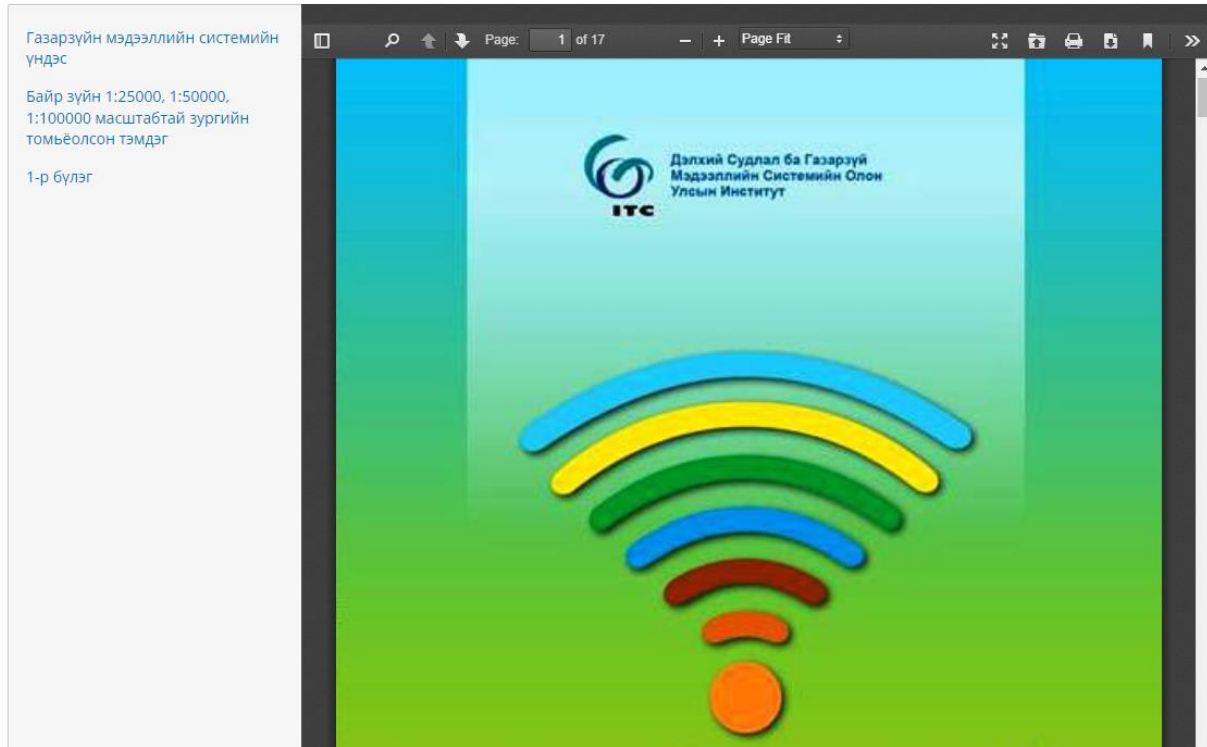 Газарзүйн мэдээллийн системийн
үндэс
Байр зүйн 1:25000, 1:50000,
1:100000 масштабтай зургийн
томьёолсон тэмдэг
1-р бүлэг
Page: 1 of 17
Page Fit
Дэлхий Судлал ба Газарзүй
Мэдээллийн Системийн Олон
Улсын Институт
ITC